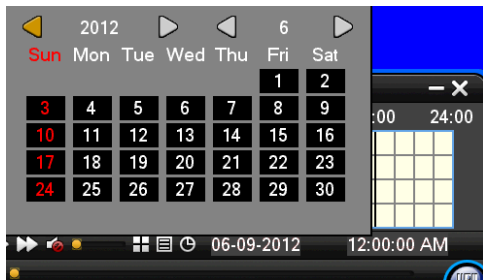 2012 6
Sun Mon Tue Wed Thu Fri Sat
1 2
3 4 5 6 7 8 9
:00 24:00
10 11 12 13 14 15 16
17 18 19 20 21 22 23
24 25 26 27 28 29 30
06-09-2012 12:00:00 AM